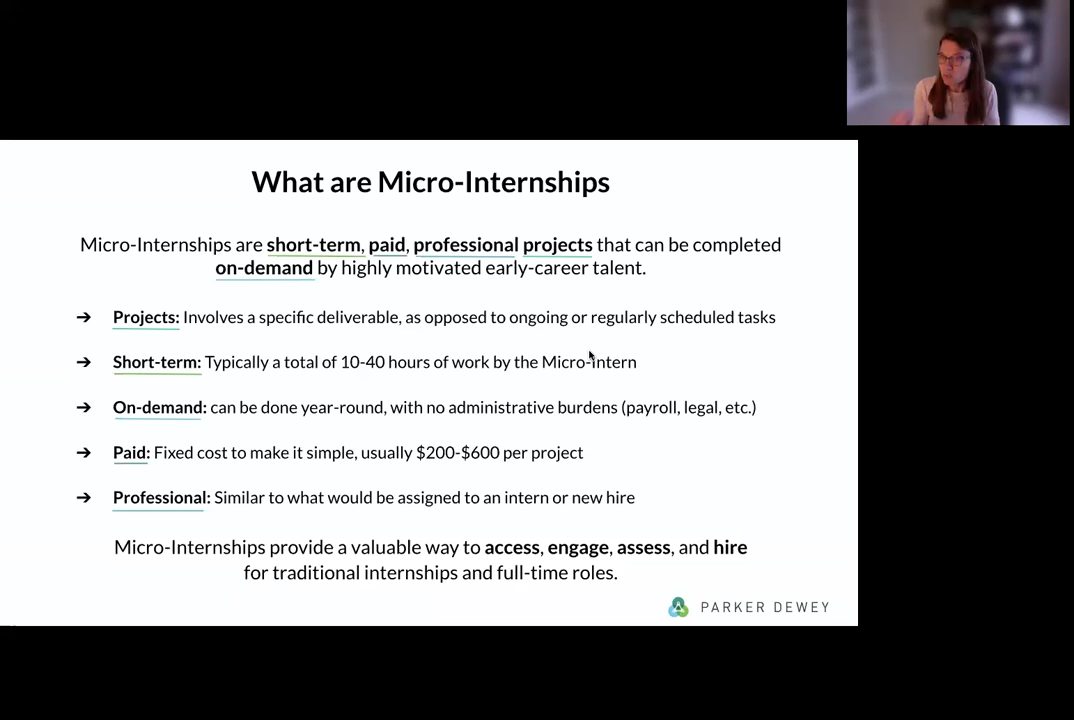 What are Micro-Internships
Micro-Internships are short-term, paid, professional projects that can be completed
on-demand by highly motivated early-career talent.
➔ Projects: Involves a specific deliverable, as opposed to ongoing or regularly scheduled tasks
➔ Short-term: Typically a total of 10-40 hours of work by the Micro-Intern
➔ On-demand: can be done year-round, with no administrative burdens (payroll, legal, etc.)
➔ Paid: Fixed cost to make it simple, usually $200-$600 per project
➔ Professional: Similar to what would be assigned to an intern or new hire
Micro-Internships provide a valuable way to access, engage, assess, and hire
for traditional internships and full-time roles.
PARKER DEWEY